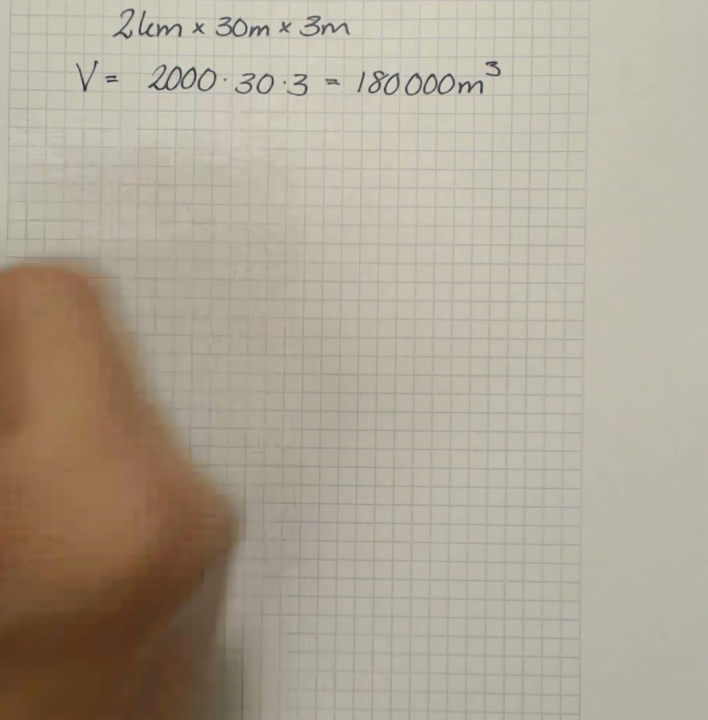 2km × 30m × 3m
V = 2000 · 30 · 3 = 180000m³